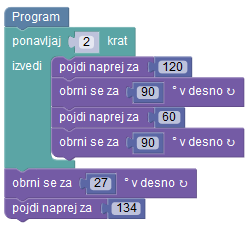 Program
ponavljaj 2 krat
izvedi pojdi naprej za 120
obrni se za 90 ° v desno ↻
pojdi naprej za 60
obrni se za 90 ° v desno ↻
obrni se za 27 ° v desno ↻
pojdi naprej za 134